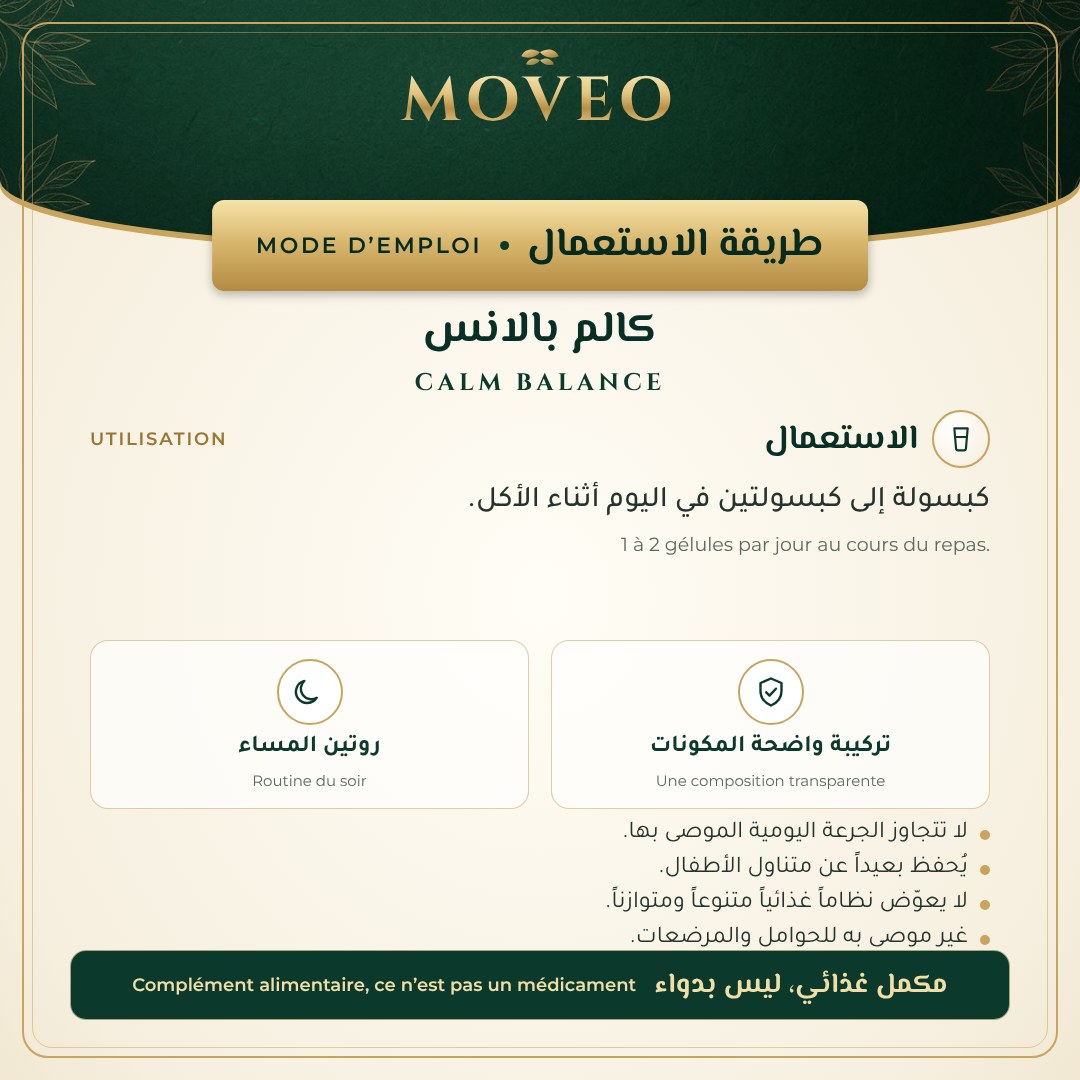 MOVEO
طريقة الاستعمال • MODE D’EMPLOI
كالم بالانس
CALM BALANCE
الاستعمال
UTILISATION
كبسولة إلى كبسولتين في اليوم أثناء الأكل.
1 à 2 gélules par jour au cours du repas.
تركيبة واضحة المكونات
Une composition transparente
روتين المساء
Routine du soir
لا تتجاوز الجرعة اليومية الموصى بها.
يُحفظ بعيداً عن متناول الأطفال.
لا يعوّض نظاماً غذائياً متنوعاً ومتوازناً.
غير موصى به للحوامل والمرضعات.
مكمل غذائي، ليس بدواء Complément alimentaire, ce n’est pas un médicament